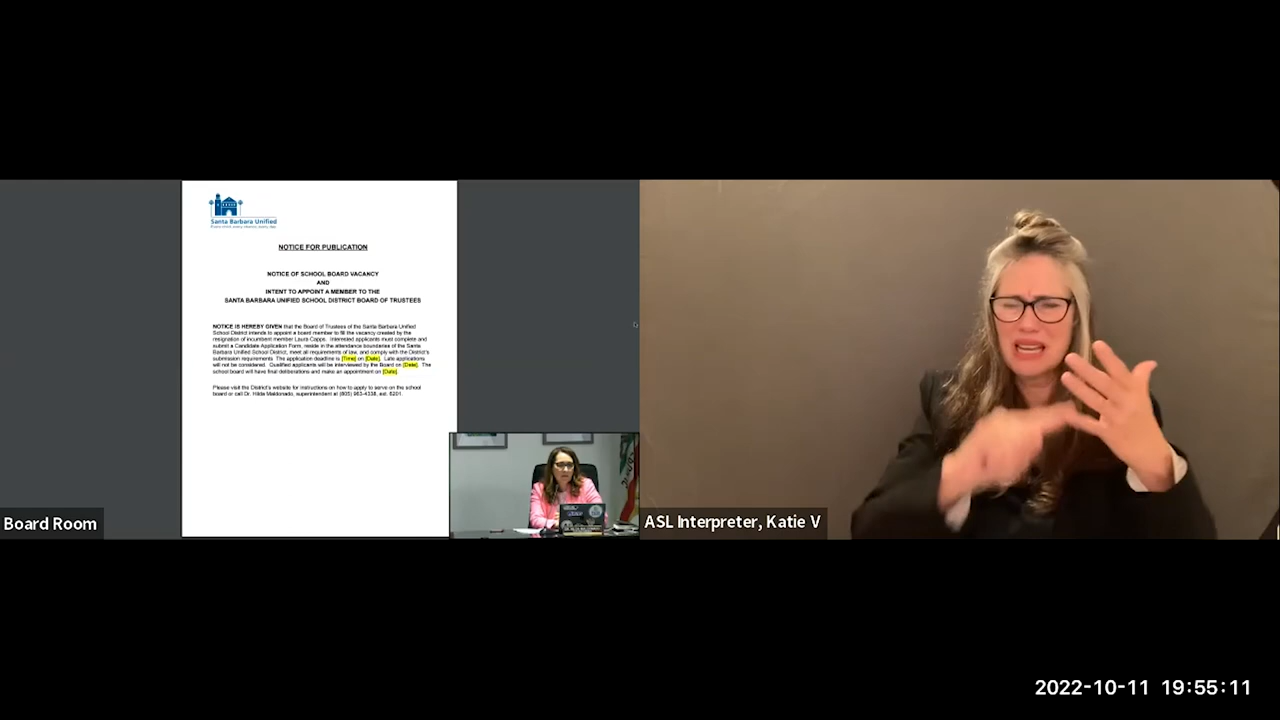 Santa Barbara Unified
NOTICE FOR PUBLICATION
NOTICE OF SCHOOL BOARD VACANCY
AND
INTENT TO APPOINT A MEMBER TO THE
SANTA BARBARA UNIFIED SCHOOL DISTRICT BOARD OF TRUSTEES
NOTICE IS HEREBY GIVEN that the Board of Trustees of the Santa Barbara Unified
School District intends to appoint a board member to fill the vacancy created by the
resignation of incumbent member Laura Capps. Interested applicants must complete and
submit a Candidate Application Form, reside in the attendance boundaries of the Santa
Barbara Unified School District, meet all requirements of law, and comply with the District's
submission requirements. The application deadline is [Time] on [Date]. Late applications
will not be considered. Qualified applicants will be interviewed by the Board on [Date]. The
school board will have final deliberations and make an appointment on [Date].
Please visit the District's website for instructions on how to apply to serve on the school
board or call Dr. Hilda Maldonado, superintendent at (805) 963-4338, ext. 6201.
Board Room
ASL Interpreter, Katie V
2022-10-11 19:55:11